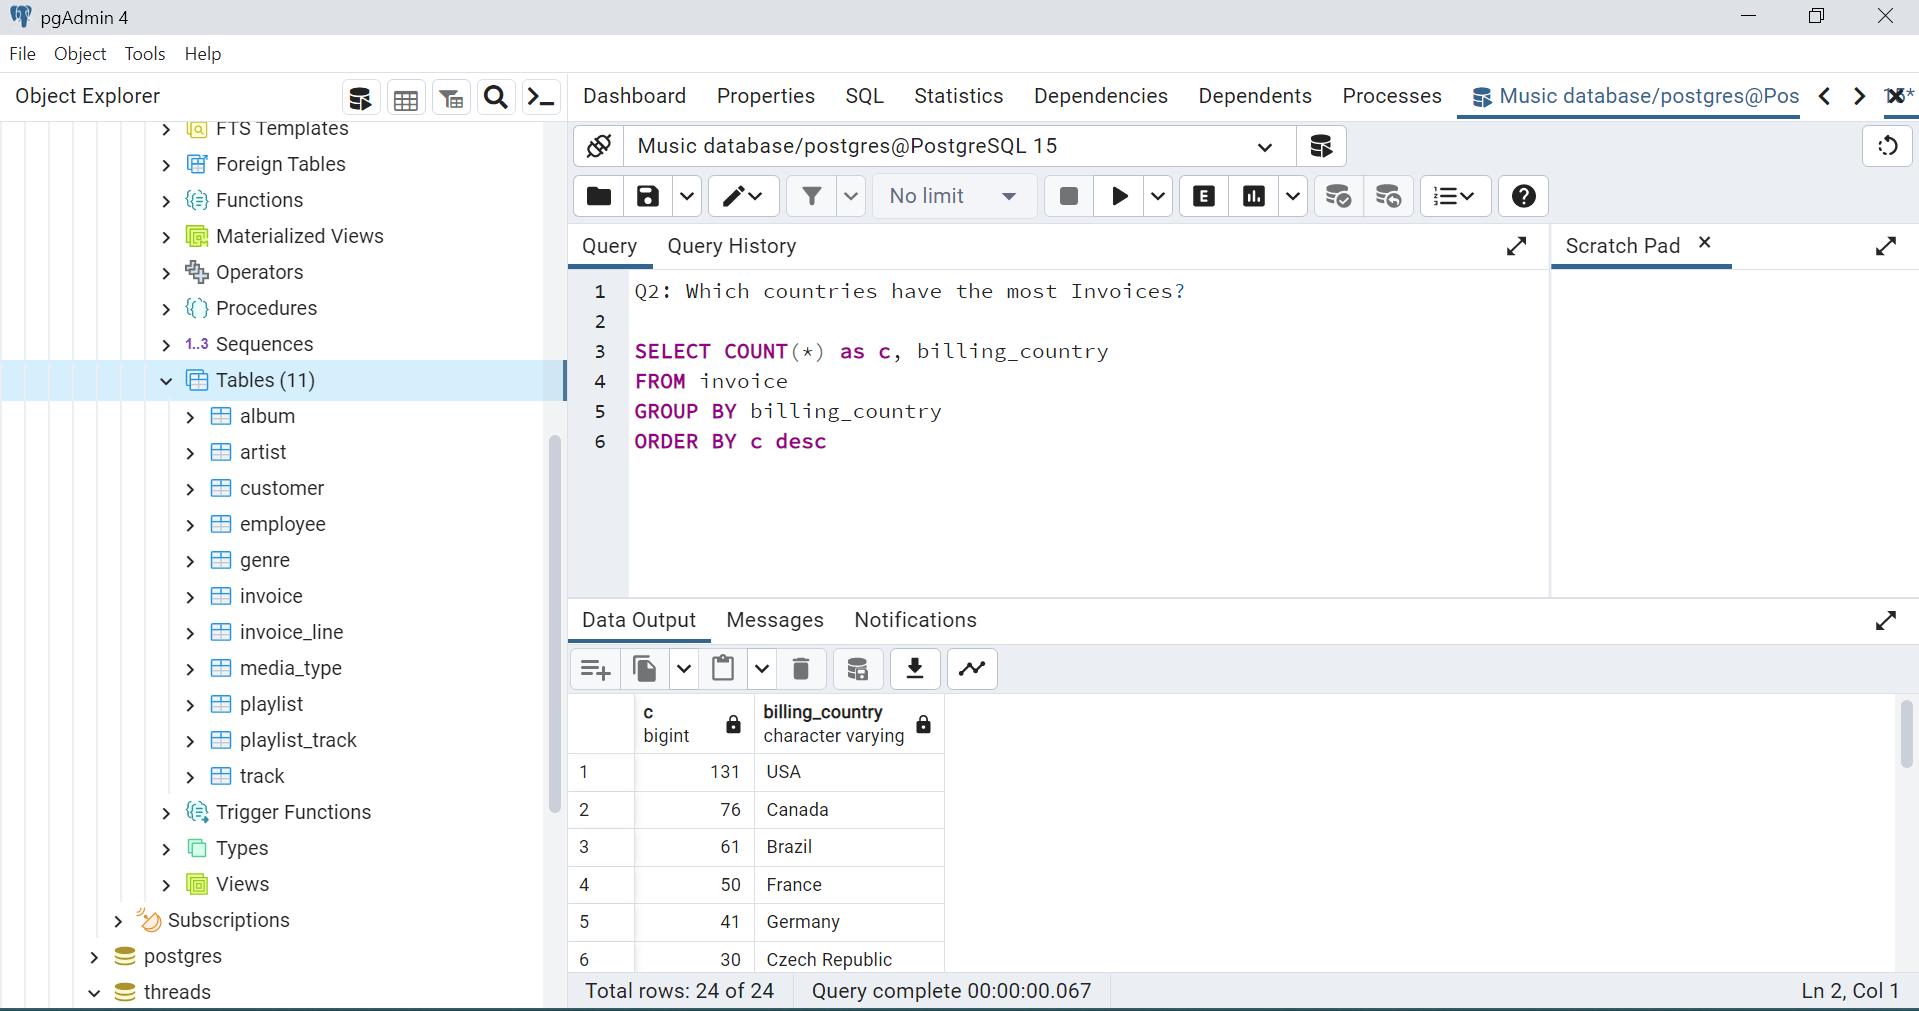 pgAdmin 4
File Object Tools Help
Object Explorer
Dashboard Properties SQL Statistics Dependencies Dependents Processes Music database/postgres@Pos
FTS Templates
Foreign Tables
Functions
Materialized Views
Operators
Procedures
1..3 Sequences
Tables (11)
album
artist
customer
employee
genre
invoice
invoice_line
media_type
playlist
playlist_track
track
Trigger Functions
Types
Views
Subscriptions
postgres
threads
Music database/postgres@PostgreSQL 15
No limit
E
Query Query History
Scratch Pad
1 Q2: Which countries have the most Invoices?
2
3 SELECT COUNT(*) as c, billing_country
4 FROM invoice
5 GROUP BY billing_country
6 ORDER BY c desc
Data Output Messages Notifications
c billing_country
bigint character varying
1 131 USA
2 76 Canada
3 61 Brazil
4 50 France
5 41 Germany
6 30 Czech Republic
Total rows: 24 of 24 Query complete 00:00:00.067 Ln 2, Col 1